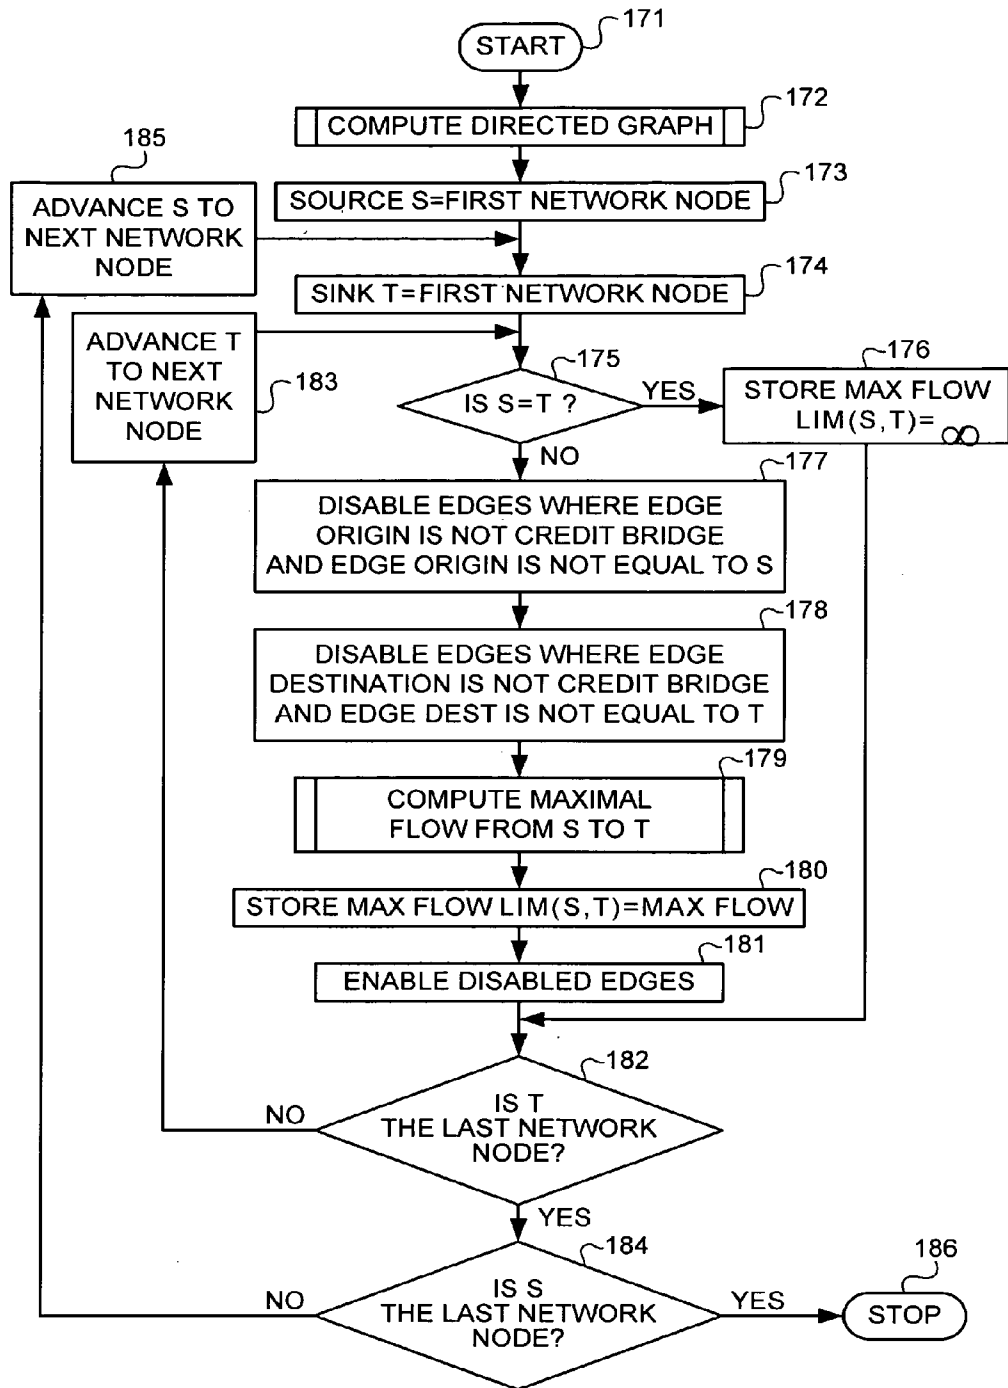 START
171
COMPUTE DIRECTED GRAPH
172
SOURCE S=FIRST NETWORK NODE
173
185
ADVANCE S TO
NEXT NETWORK
NODE
SINK T=FIRST NETWORK NODE
174
ADVANCE T
TO NEXT
NETWORK
NODE
183
IS S=T ?
175
YES
176
STORE MAX FLOW
LIM(S,T)=∞
NO
177
DISABLE EDGES WHERE EDGE
ORIGIN IS NOT CREDIT BRIDGE
AND EDGE ORIGIN IS NOT EQUAL TO S
178
DISABLE EDGES WHERE EDGE
DESTINATION IS NOT CREDIT BRIDGE
AND EDGE DEST IS NOT EQUAL TO T
179
COMPUTE MAXIMAL
FLOW FROM S TO T
180
STORE MAX FLOW LIM(S,T)=MAX FLOW
181
ENABLE DISABLED EDGES
182
IS T
THE LAST NETWORK
NODE?
NO
YES
184
IS S
THE LAST NETWORK
NODE?
NO
YES
186
STOP